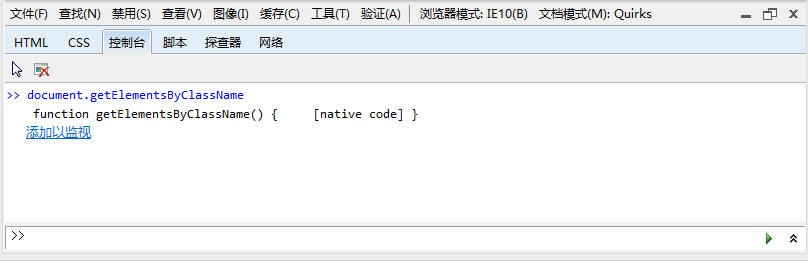 文件(F) 查找(N) 禁用(S) 查看(V) 图像(I) 缓存(C) 工具(T) 验证(A) 浏览器模式: IE10(B) 文档模式(M): Quirks
HTML CSS 控制台 脚本 探查器 网络
>> document.getElementsByClassName
function getElementsByClassName() {     [native code] }
添加以监视
>>